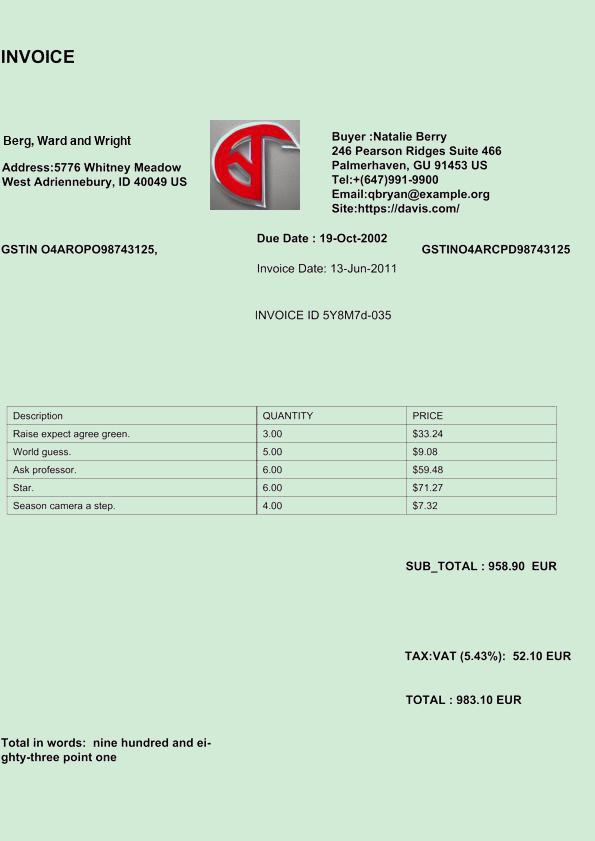 INVOICE
Berg, Ward and Wright
Address:5776 Whitney Meadow
West Adriennebury, ID 40049 US
Buyer :Natalie Berry
246 Pearson Ridges Suite 466
Palmerhaven, GU 91453 US
Tel:+(647)991-9900
Email:qbryan@example.org
Site:https://davis.com/
GSTIN O4AROPO98743125,
Due Date : 19-Oct-2002
GSTINO4ARCPD98743125
Invoice Date: 13-Jun-2011
INVOICE ID 5Y8M7d-035
Description QUANTITY PRICE
Raise expect agree green. 3.00 $33.24
World guess. 5.00 $9.08
Ask professor. 6.00 $59.48
Star. 6.00 $71.27
Season camera a step. 4.00 $7.32
SUB_TOTAL : 958.90 EUR
TAX:VAT (5.43%): 52.10 EUR
TOTAL : 983.10 EUR
Total in words: nine hundred and ei-
ghty-three point one